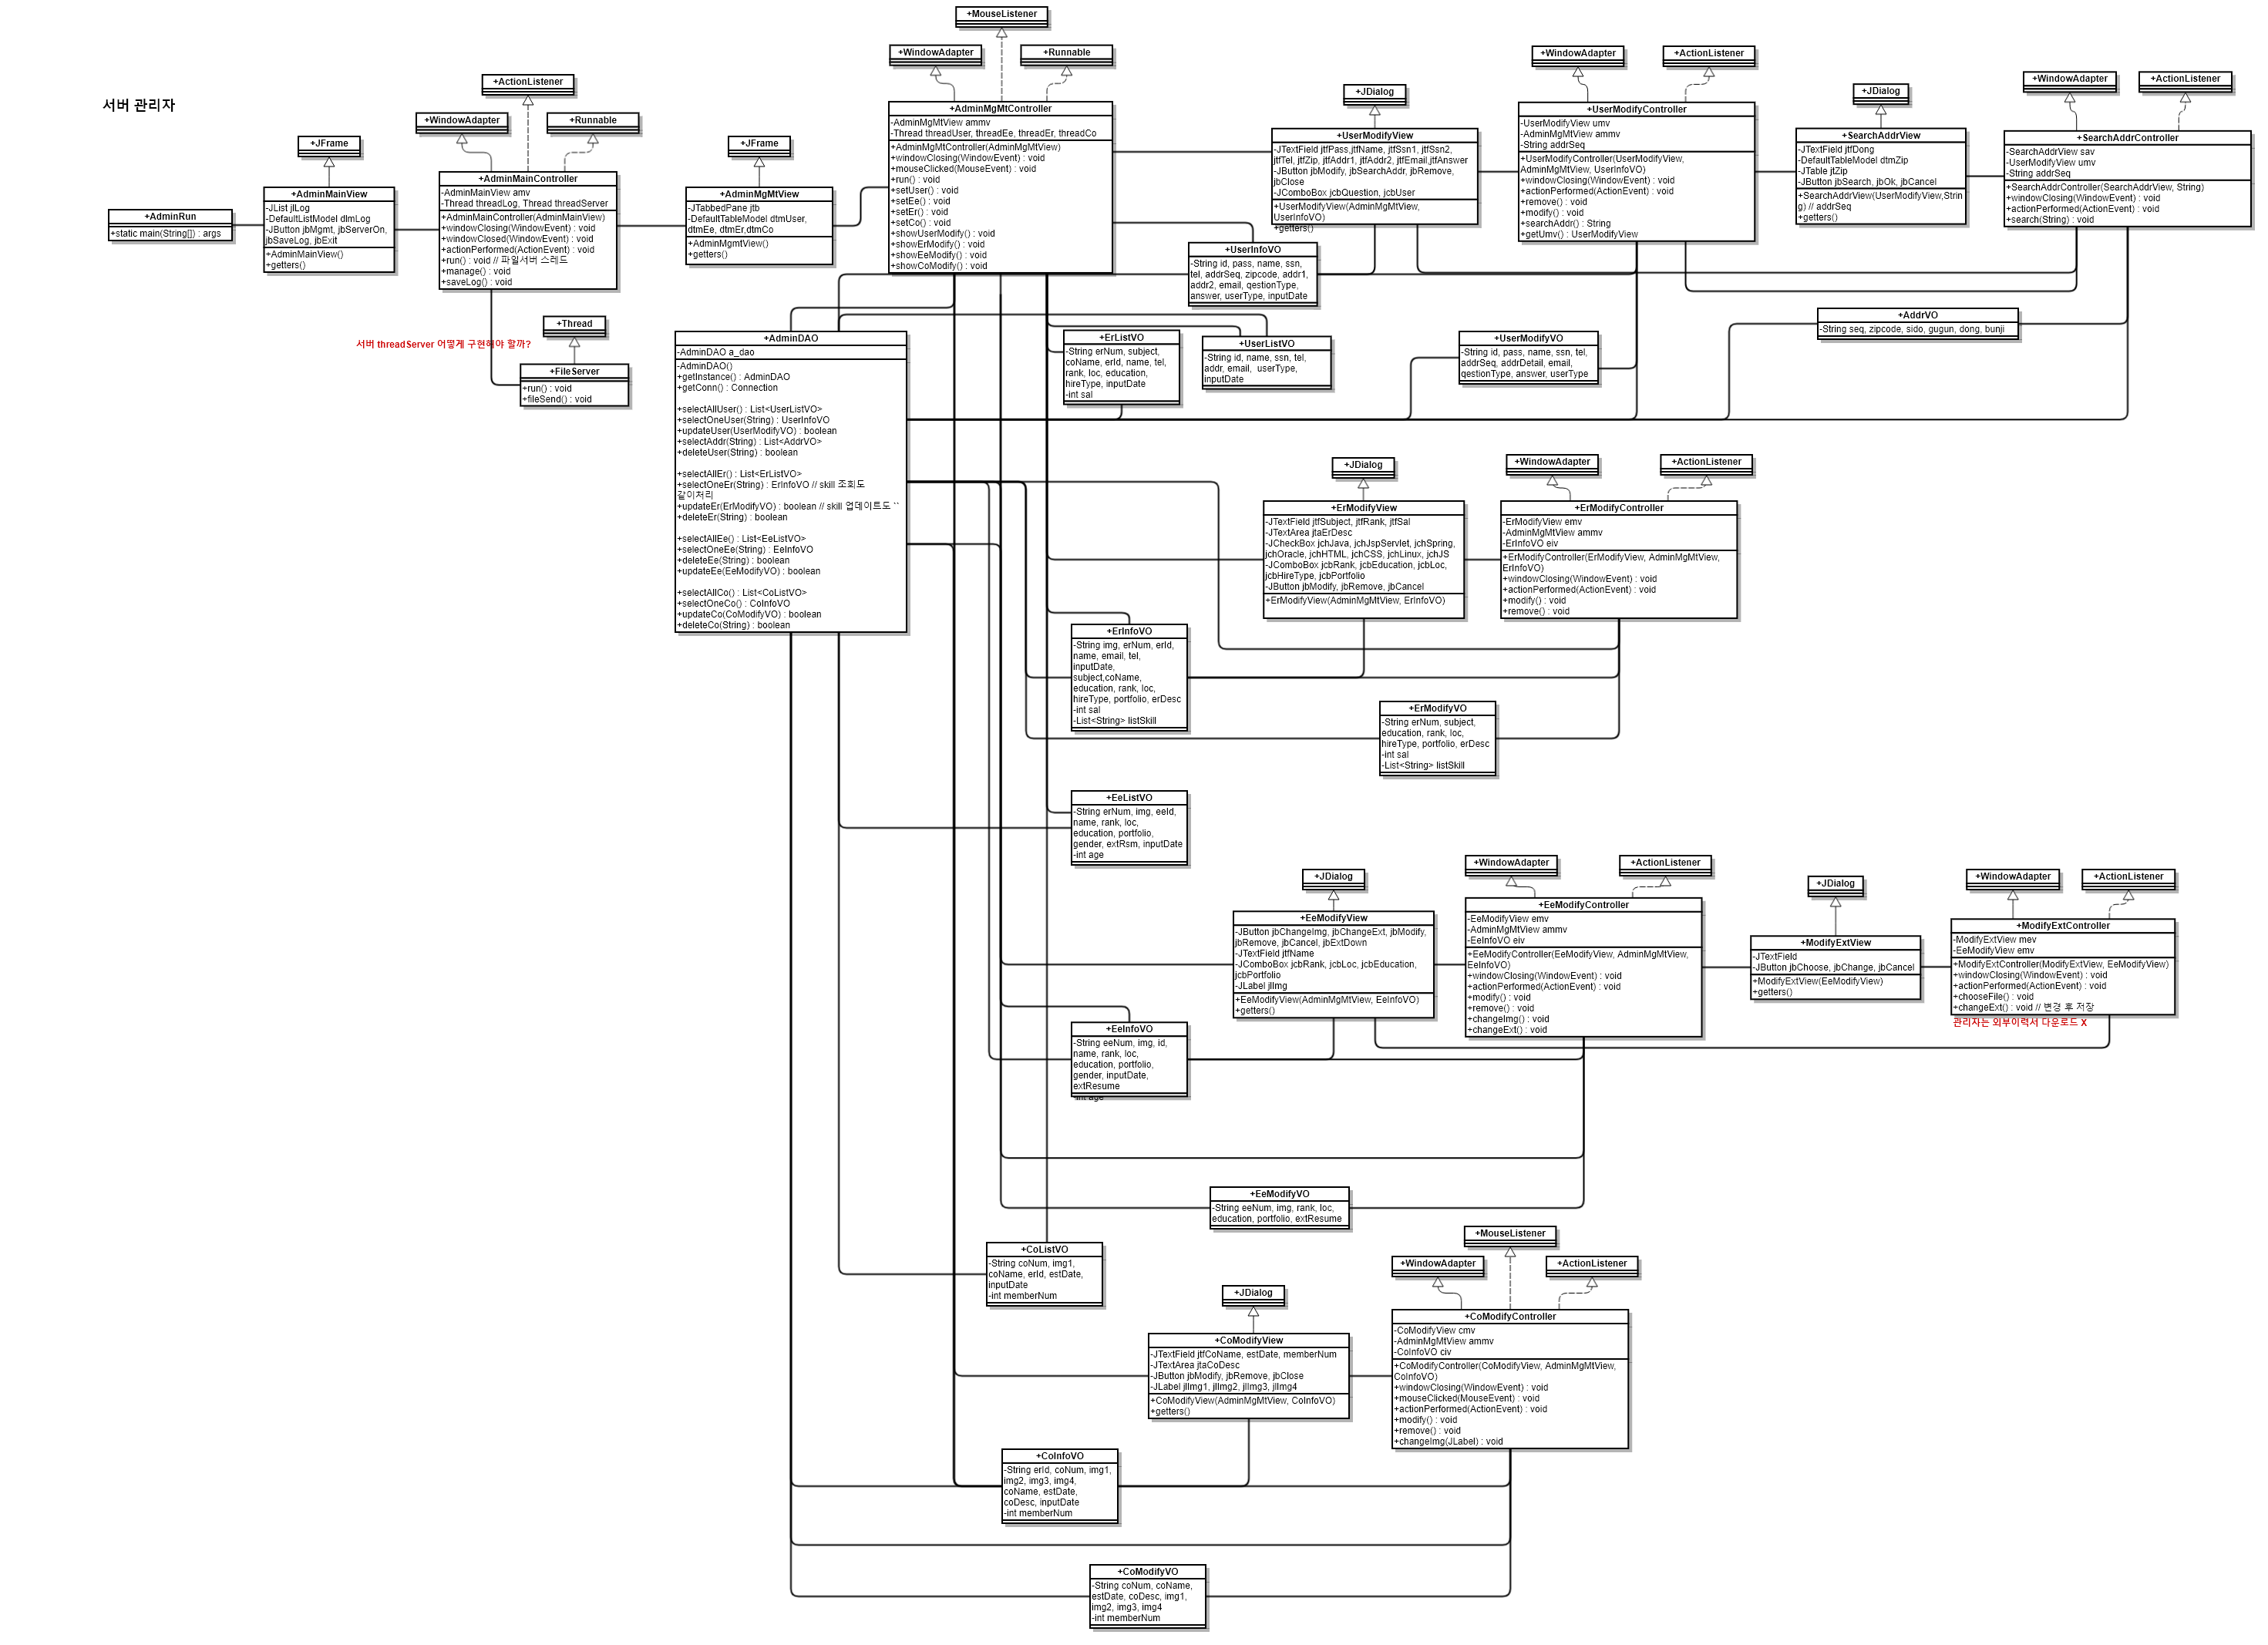 서버 관리자
+AdminRun
+static main(String[]) : args
+JFrame
+AdminMainView
-JList jlLog
-DefaultListModel dlmLog
-JButton jbMgmt, jbServerOn,
jbSaveLog, jbExit
+AdminMainView()
+getters()
+ActionListener
+WindowAdapter
+Runnable
+AdminMainController
-AdminMainView amv
-Thread threadLog, Thread threadServer
+AdminMainController(AdminMainView)
+windowClosing(WindowEvent) : void
+windowClosed(WindowEvent) : void
+actionPerformed(ActionEvent) : void
+run() : void // 파일서버 스레드
+manage() : void
+saveLog() : void
서버 threadServer 어떻게 구현해야 할까?
+Thread
+FileServer
+run() : void
+fileSend() : void
+JFrame
+AdminMgMtView
-JTabbedPane jtb
-DefaultTableModel dtmUser,
dtmEe, dtmEr,dtmCo
+AdminMgmtView()
+getters()
+MouseListener
+WindowAdapter
+Runnable
+AdminMgMtController
-AdminMgMtView ammv
-Thread threadUser, threadEe, threadEr, threadCo
+AdminMgMtController(AdminMgMtView)
+windowClosing(WindowEvent) : void
+mouseClicked(MouseEvent) : void
+run() : void
+setUser() : void
+setEe() : void
+setEr() : void
+setCo() : void
+showUserModify() : void
+showErModify() : void
+showEeModify() : void
+showCoModify() : void
+JDialog
+UserModifyView
-JTextField jtfPass,jtfName, jtfSsn1, jtfSsn2,
jtfTel, jtfZip, jtfAddr1, jtfAddr2, jtfEmail,jtfAnswer
-JButton jbModify, jbSearchAddr, jbRemove,
jbClose
-JComboBox jcbQuestion, jcbUser
+UserModifyView(AdminMgMtView,
UserInfoVO)
+getters()
+WindowAdapter
+ActionListener
+UserModifyController
-UserModifyView umv
-AdminMgMtView ammv
-String addrSeq
+UserModifyController(UserModifyView,
AdminMgMtView, UserInfoVO)
+windowClosing(WindowEvent) : void
+actionPerformed(ActionEvent) : void
+remove() : void
+modify() : void
+searchAddr() : String
+getUmv() : UserModifyView
+JDialog
+SearchAddrView
-JTextField jtfDong
-DefaultTableModel dtmZip
-JTable jtZip
-JButton jbSearch, jbOk, jbCancel
+SearchAddrView(UserModifyView,Strin
g) // addrSeq
+getters()
+WindowAdapter
+ActionListener
+SearchAddrController
-SearchAddrView sav
-UserModifyView umv
-String addrSeq
+SearchAddrController(SearchAddrView, String)
+windowClosing(WindowEvent) : void
+actionPerformed(ActionEvent) : void
+search(String) : void
+UserInfoVO
-String id, pass, name, ssn,
tel, addrSeq, zipcode, addr1,
addr2, email, qestionType,
answer, userType, inputDate
+AdminDAO
-AdminDAO a_dao
-AdminDAO()
+getInstance() : AdminDAO
+getConn() : Connection
+selectAllUser() : List<UserListVO>
+selectOneUser(String) : UserInfoVO
+updateUser(UserModifyVO) : boolean
+selectAddr(String) : List<AddrVO>
+deleteUser(String) : boolean
+selectAllEr() : List<ErListVO>
+selectOneEr(String) : ErInfoVO // skill 조회도
같이처리
+updateEr(ErModifyVO) : boolean // skill 업데이트도 ``
+deleteEr(String) : boolean
+selectAllEe() : List<EeListVO>
+selectOneEe(String) : EeInfoVO
+deleteEe(String) : boolean
+updateEe(EeModifyVO) : boolean
+selectAllCo() : List<CoListVO>
+selectOneCo() : CoInfoVO
+updateCo(CoModifyVO) : boolean
+deleteCo(String) : boolean
+ErListVO
-String erNum, subject,
coName, erId, name, tel,
rank, loc, education,
hireType, inputDate
-int sal
+UserListVO
-String id, name, ssn, tel,
addr, email, userType,
inputDate
+UserModifyVO
-String id, pass, name, ssn, tel,
addrSeq, addrDetail, email,
qestionType, answer, userType
+AddrVO
-String seq, zipcode, sido, gugun, dong, bunji
+JDialog
+ErModifyView
-JTextField jtfSubject, jtfRank, jtfSal
-JTextArea jtaErDesc
-JCheckBox jchJava, jchJspServlet, jchSpring,
jchOracle, jchHTML, jchCSS, jchLinux, jchJS
-JComboBox jcbRank, jcbEducation, jcbLoc,
jcbHireType, jcbPortfolio
-JButton jbModify, jbRemove, jbCancel
+ErModifyView(AdminMgMtView, ErInfoVO)
+WindowAdapter
+ActionListener
+ErModifyController
-ErModifyView emv
-AdminMgMtView ammv
-ErInfoVO eiv
+ErModifyController(ErModifyView, AdminMgMtView,
ErInfoVO)
+windowClosing(WindowEvent) : void
+actionPerformed(ActionEvent) : void
+modify() : void
+remove() : void
+ErInfoVO
-String img, erNum, erId,
name, email, tel,
inputDate,
subject,coName,
education, rank, loc,
hireType, portfolio, erDesc
-int sal
-List<String> listSkill
+ErModifyVO
-String erNum, subject,
education, rank, loc,
hireType, portfolio, erDesc
-int sal
-List<String> listSkill
+EeListVO
-String erNum, img, eeId,
name, rank, loc,
education, portfolio,
gender, extRsm, inputDate
-int age
+JDialog
+EeModifyView
-JButton jbChangeImg, jbChangeExt, jbModify,
jbRemove, jbCancel, jbExtDown
-JTextField jtfName
-JComboBox jcbRank, jcbLoc, jcbEducation,
jcbPortfolio
-JLabel jlImg
+EeModifyView(AdminMgMtView, EeInfoVO)
+getters()
+WindowAdapter
+ActionListener
+EeModifyController
-EeModifyView emv
-AdminMgMtView ammv
-EeInfoVO eiv
+EeModifyController(EeModifyView, AdminMgMtView,
EeInfoVO)
+windowClosing(WindowEvent) : void
+actionPerformed(ActionEvent) : void
+modify() : void
+remove() : void
+changeImg() : void
+changeExt() : void
+JDialog
+ModifyExtView
-JTextField
-JButton jbChoose, jbChange, jbCancel
+ModifyExtView(EeModifyView)
+getters()
+WindowAdapter
+ActionListener
+ModifyExtController
-ModifyExtView mev
-EeModifyView emv
+ModifyExtController(ModifyExtView, EeModifyView)
+windowClosing(WindowEvent) : void
+actionPerformed(ActionEvent) : void
+chooseFile() : void
+changeExt() : void // 변경 후 저장
관리자는 외부이력서 다운로드 X
+EeInfoVO
-String eeNum, img, id,
name, rank, loc,
education, portfolio,
gender, inputDate,
extResume
-int age
+EeModifyVO
-String eeNum, img, rank, loc,
education, portfolio, extResume
+CoListVO
-String coNum, img1,
coName, erId, estDate,
inputDate
-int memberNum
+JDialog
+CoModifyView
-JTextField jtfCoName, estDate, memberNum
-JTextArea jtaCoDesc
-JButton jbModify, jbRemove, jbClose
-JLabel jlImg1, jlImg2, jlImg3, jlImg4
+CoModifyView(AdminMgMtView, CoInfoVO)
+getters()
+MouseListener
+WindowAdapter
+ActionListener
+CoModifyController
-CoModifyView cmv
-AdminMgMtView ammv
-CoInfoVO civ
+CoModifyController(CoModifyView, AdminMgMtView,
CoInfoVO)
+windowClosing(WindowEvent) : void
+mouseClicked(MouseEvent) : void
+actionPerformed(ActionEvent) : void
+modify() : void
+remove() : void
+changeImg(JLabel) : void
+CoInfoVO
-String erId, coNum, img1,
img2, img3, img4,
coName, estDate,
coDesc, inputDate
-int memberNum
+CoModifyVO
-String coNum, coName,
estDate, coDesc, img1,
img2, img3, img4
-int memberNum